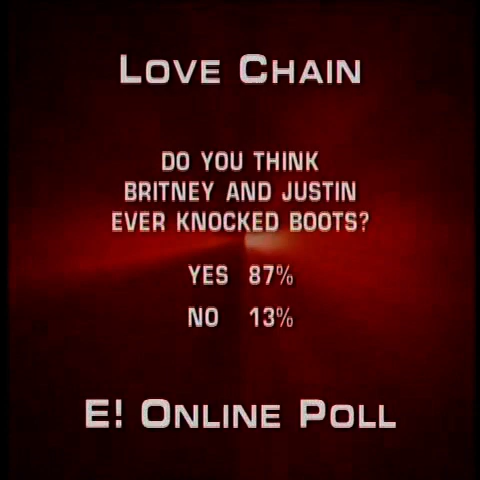 LOVE CHAIN
DO YOU THINK
BRITNEY AND JUSTIN
EVER KNOCKED BOOTS?
YES 87%
NO 13%
E! ONLINE POLL